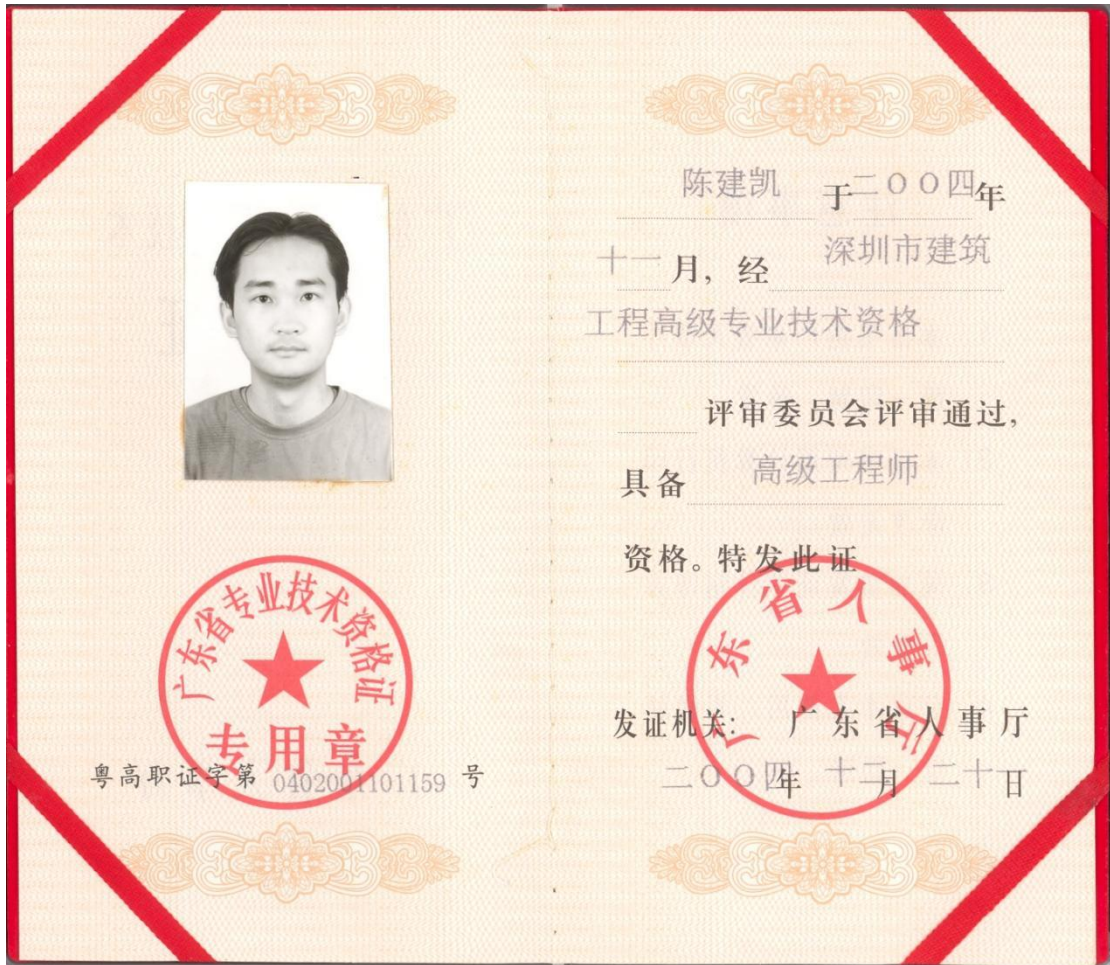 广东省专业技术资格证
专用章
粤高职证字第 0402001101159 号
陈建凯 于二〇〇四年
十一月，经 深圳市建筑
工程高级专业技术资格
评审委员会评审通过，
具备 高级工程师
资格。特发此证
广东省人事厅
发证机关： 广东省人事厅
二〇〇四年 十二月 二十日